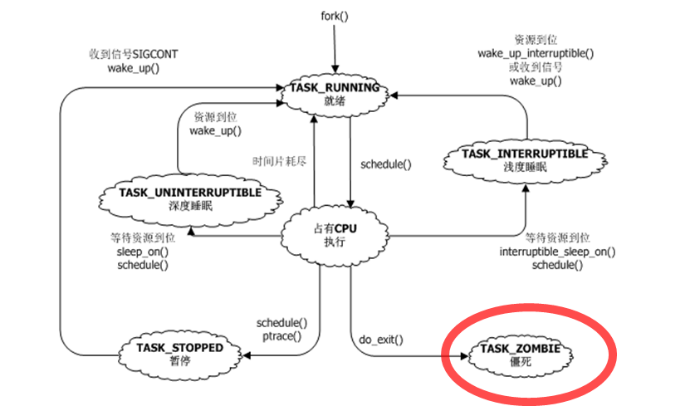 fork()
收到信号SIGCONT
wake_up()
资源到位
wake_up_interruptible()
或收到信号
wake_up()
TASK_RUNNING
就绪
资源到位
wake_up()
时间片耗尽
schedule()
TASK_INTERRUPTIBLE
浅度睡眠
TASK_UNINTERRUPTIBLE
深度睡眠
占有CPU
执行
等待资源到位
sleep_on()
schedule()
等待资源到位
interruptible_sleep_on()
schedule()
schedule()
ptrace()
do_exit()
TASK_STOPPED
暂停
TASK_ZOMBIE
僵死